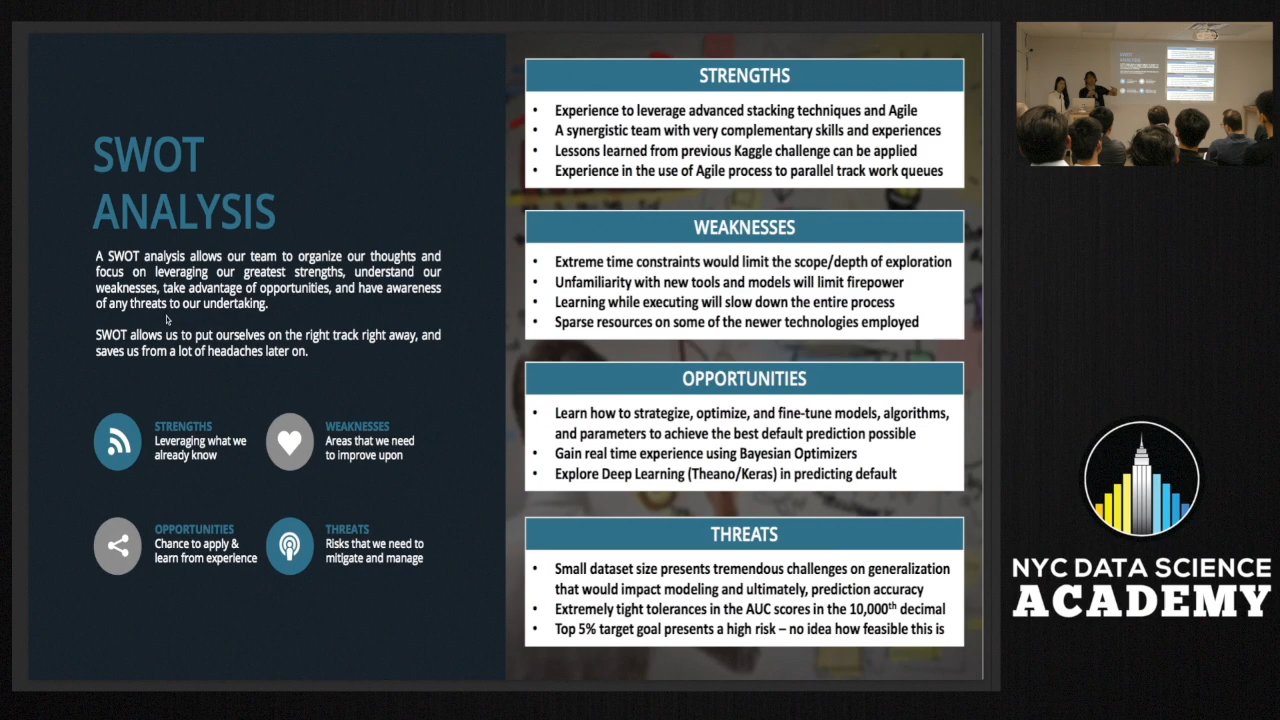 SWOT
ANALYSIS
A SWOT analysis allows our team to organize our thoughts and
focus on leveraging our greatest strengths, understand our
weaknesses, take advantage of opportunities, and have awareness
of any threats to our undertaking.
SWOT allows us to put ourselves on the right track right away, and
saves us from a lot of headaches later on.
STRENGTHS
Leveraging what we
already know
WEAKNESSES
Areas that we need
to improve upon
OPPORTUNITIES
Chance to apply &
learn from experience
THREATS
Risks that we need to
mitigate and manage
STRENGTHS
• Experience to leverage advanced stacking techniques and Agile
• A synergistic team with very complementary skills and experiences
• Lessons learned from previous Kaggle challenge can be applied
• Experience in the use of Agile process to parallel track work queues
WEAKNESSES
• Extreme time constraints would limit the scope/depth of exploration
• Unfamiliarity with new tools and models will limit firepower
• Learning while executing will slow down the entire process
• Sparse resources on some of the newer technologies employed
OPPORTUNITIES
• Learn how to strategize, optimize, and fine-tune models, algorithms,
and parameters to achieve the best default prediction possible
• Gain real time experience using Bayesian Optimizers
• Explore Deep Learning (Theano/Keras) in predicting default
THREATS
• Small dataset size presents tremendous challenges on generalization
that would impact modeling and ultimately, prediction accuracy
• Extremely tight tolerances in the AUC scores in the 10,000th decimal
• Top 5% target goal presents a high risk – no idea how feasible this is
SWOT
ANALYSIS
NYC DATA SCIENCE
ACADEMY